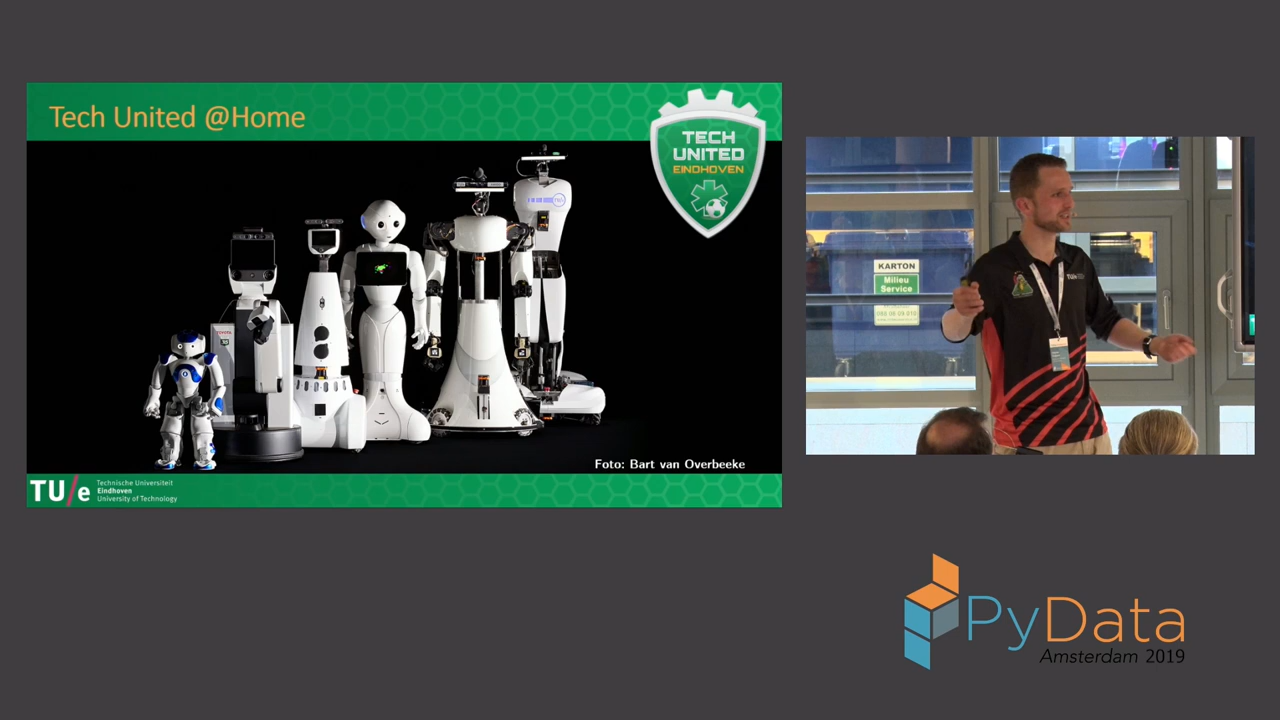 Tech United @Home
TECH
UNITED
EINDHOVEN
Foto: Bart van Overbeeke
TU/e
Technische Universiteit
Eindhoven
University of Technology
KARTON
Milieu
Service
PyData
Amsterdam 2019